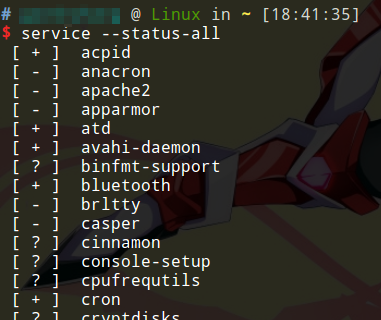 # @ Linux in ~ [18:41:35]
$ service --status-all
[ + ]  acpid
[ - ]  anacron
[ - ]  apache2
[ - ]  apparmor
[ + ]  atd
[ + ]  avahi-daemon
[ ? ]  binfmt-support
[ + ]  bluetooth
[ - ]  brltty
[ - ]  casper
[ ? ]  cinnamon
[ ? ]  console-setup
[ ? ]  cpufrequtils
[ + ]  cron
[ ? ]  cryptdisks